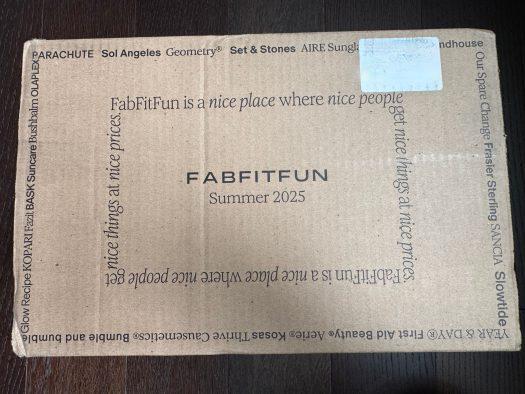 PARACHUTE Sol Angeles Geometry® Set & Stones AIRE
Our Spare Change Frasier Sterling SANCIA Slowtide
YEAR & DAY® First Aid Beauty® Aerie® Kosas Thrive Causemetics® Bumble and bumble
Glow Recipe KOPARI Fazit BASK Suncare Bushbalm OLAPLEX
FabFitFun is a nice place where nice people
get nice things at nice prices.
FabFitFun is a nice place where nice people get
nice things at nice prices.
FABFITFUN
Summer 2025